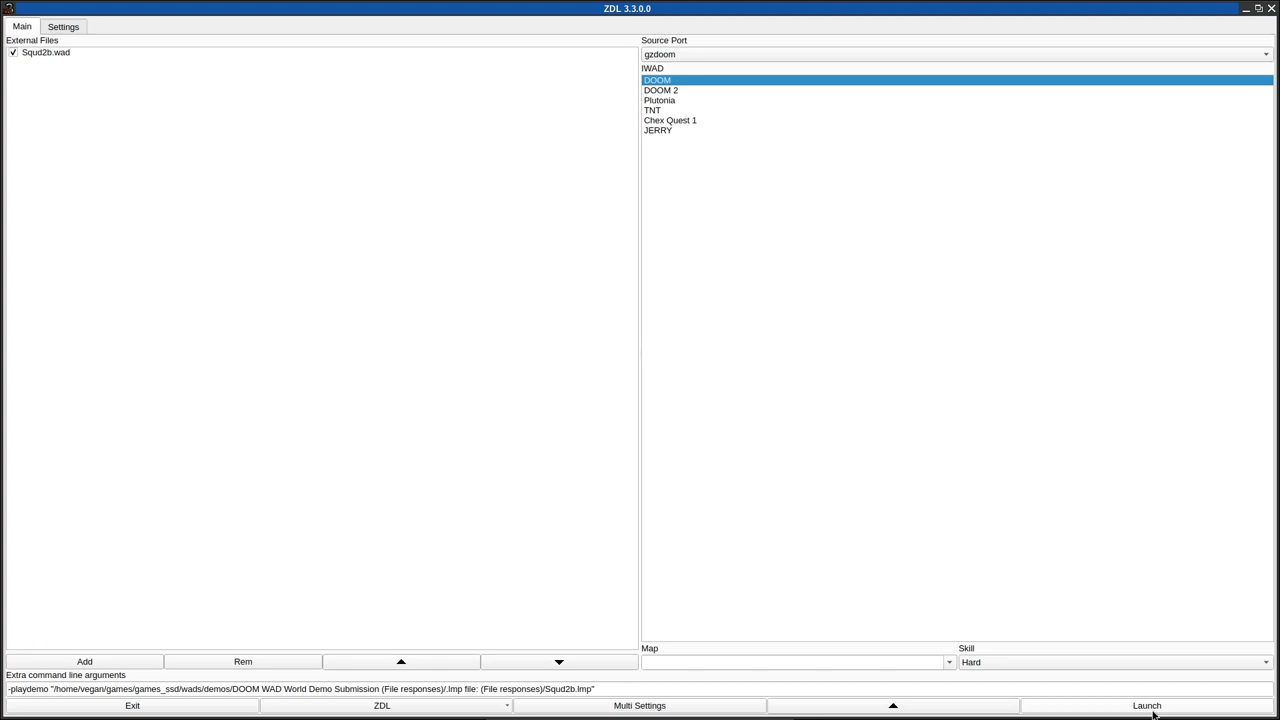 ZDL 3.3.0.0
Main Settings
External Files
Squd2b.wad
Source Port
gzdoom
IWAD
DOOM
DOOM 2
Plutonia
TNT
Chex Quest 1
JERRY
Map Skill
Hard
Add Rem
Extra command line arguments
-playdemo "/home/vegan/games/games_ssd/wads/demos/DOOM WAD World Demo Submission (File responses)/.lmp file: (File responses)/Squd2b.lmp"
Exit ZDL Multi Settings Launch